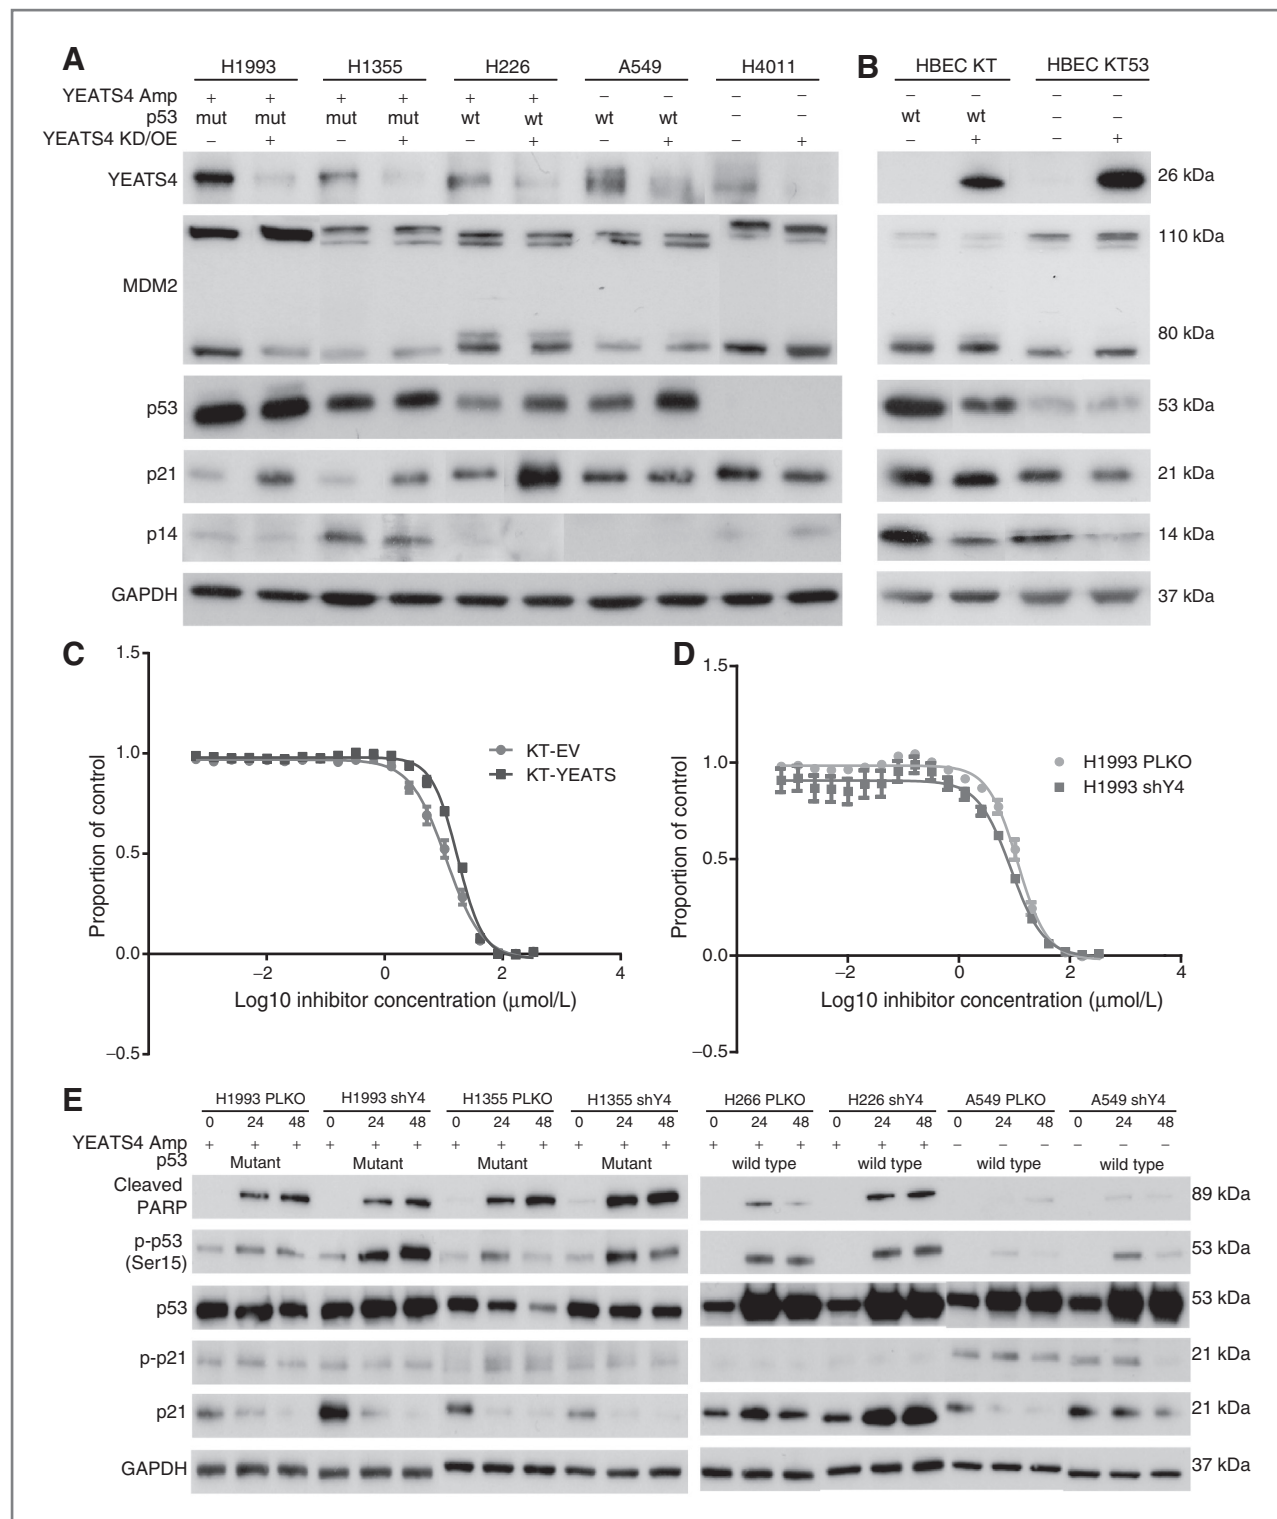 A
H1993 H1355 H226 A549 H4011
YEATS4 Amp + + + + + + − − − −
p53 mut mut mut mut wt wt wt wt − −
YEATS4 KD/OE − + − + − + − + − +
YEATS4
MDM2
p53
p21
p14
GAPDH
B
HBEC KT HBEC KT53
− − − −
wt wt − −
− + − +
26 kDa
110 kDa
80 kDa
53 kDa
21 kDa
14 kDa
37 kDa
C
1.5
1.0
0.5
0.0
−0.5
−2 0 2 4
Proportion of control
Log10 inhibitor concentration (μmol/L)
KT-EV
KT-YEATS
D
1.5
1.0
0.5
0.0
−0.5
−2 0 2 4
Proportion of control
Log10 inhibitor concentration (μmol/L)
H1993 PLKO
H1993 shY4
E
H1993 PLKO H1993 shY4 H1355 PLKO H1355 shY4 H266 PLKO H226 shY4 A549 PLKO A549 shY4
0 24 48 0 24 48 0 24 48 0 24 48 0 24 48 0 24 48 0 24 48 0 24 48
YEATS4 Amp + + + + + + + + + + + + + + + + + + − − − − − −
p53 Mutant Mutant Mutant Mutant wild type wild type wild type wild type
Cleaved
PARP
89 kDa
p-p53
(Ser15)
53 kDa
p53
53 kDa
p-p21
21 kDa
p21
21 kDa
GAPDH
37 kDa